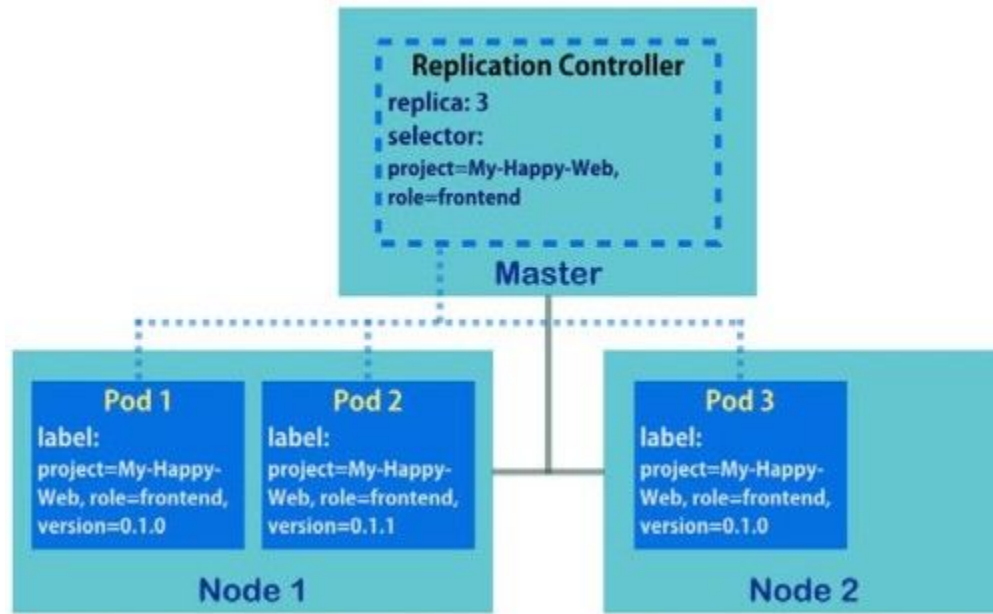 Replication Controller
replica: 3
selector:
project=My-Happy-Web,
role=frontend
Master
Pod 1
label:
project=My-Happy-
Web, role=frontend,
version=0.1.0
Pod 2
label:
project=My-Happy-
Web, role=frontend,
version=0.1.1
Node 1
Pod 3
label:
project=My-Happy-
Web, role=frontend,
version=0.1.0
Node 2